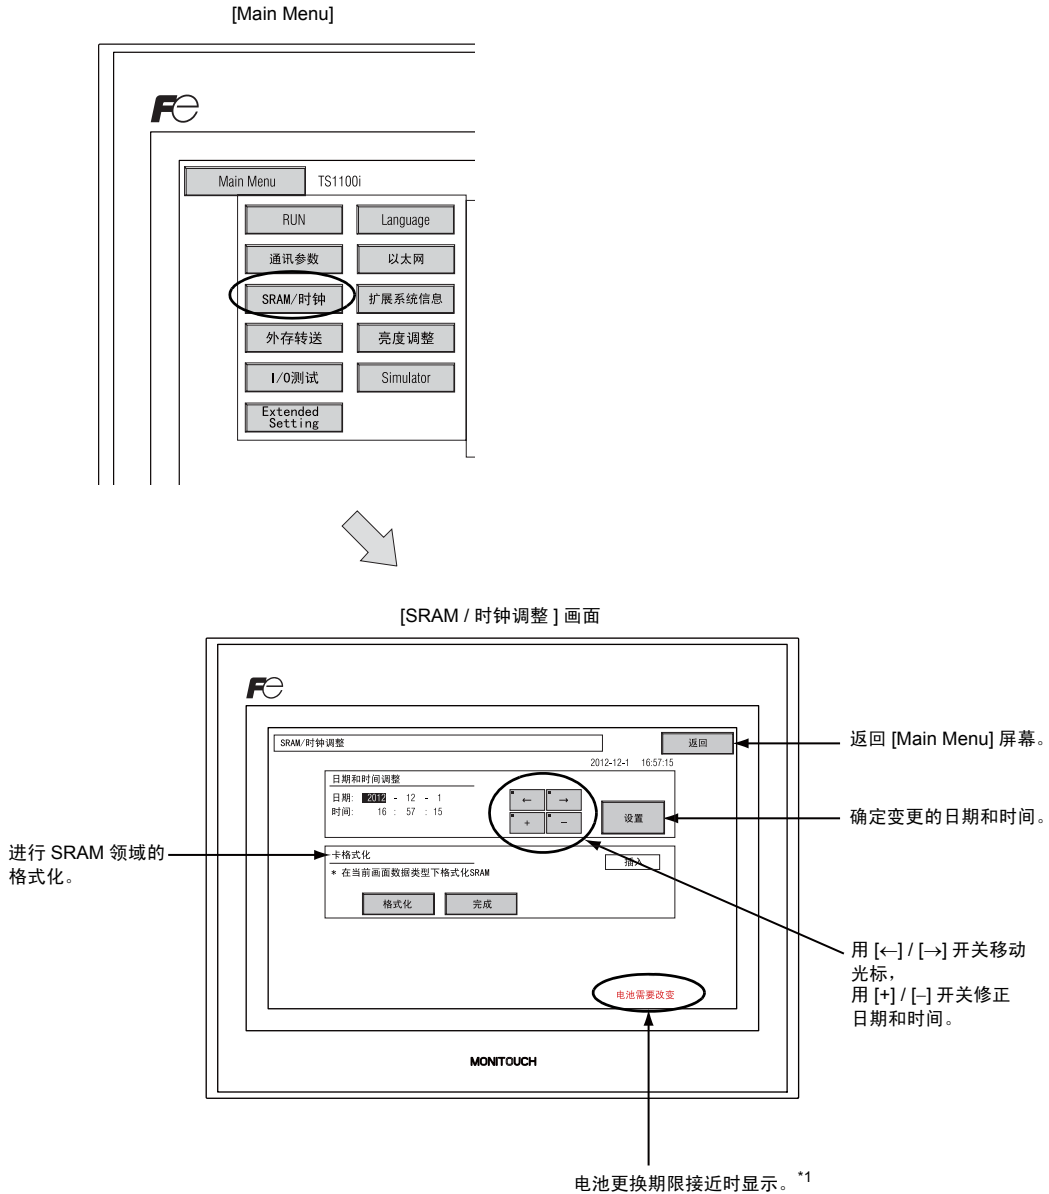 [Main Menu]
Fe
Main Menu TS1100i
RUN Language
通讯参数 以太网
SRAM/时钟 扩展系统信息
外存转送 亮度调整
I/O测试 Simulator
Extended
Setting
[SRAM / 时钟调整 ] 画面
Fe
SRAM/时钟调整 返回
返回 [Main Menu] 屏幕。
2012-12-1 16:57:15
日期和时间调整
日期: 2012 - 12 - 1
← →
时间: 16 : 57 : 15
+ −
设置
确定变更的日期和时间。
进行 SRAM 领域的
格式化。
卡格式化
插入
* 在当前画面数据类型下格式化SRAM
格式化 完成
用 [←] / [→] 开关移动
光标，
用 [+] / [–] 开关修正
日期和时间。
电池需要改变
MONITOUCH
电池更换期限接近时显示。*1